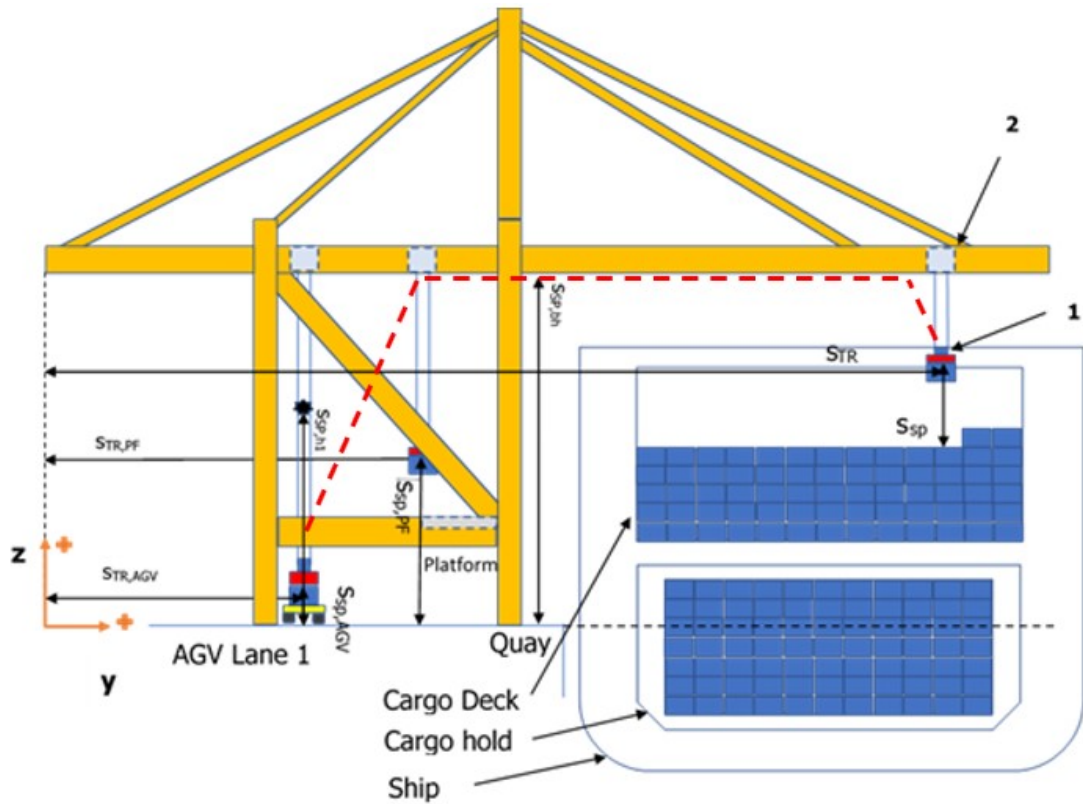 2
1
sTR
ssp
sSP,bh
sSP,h1
sTR,PF
sSp,PF
Platform
z
sTR,AGV
sSp,AGV
y
AGV Lane 1
Quay
Cargo Deck
Cargo hold
Ship